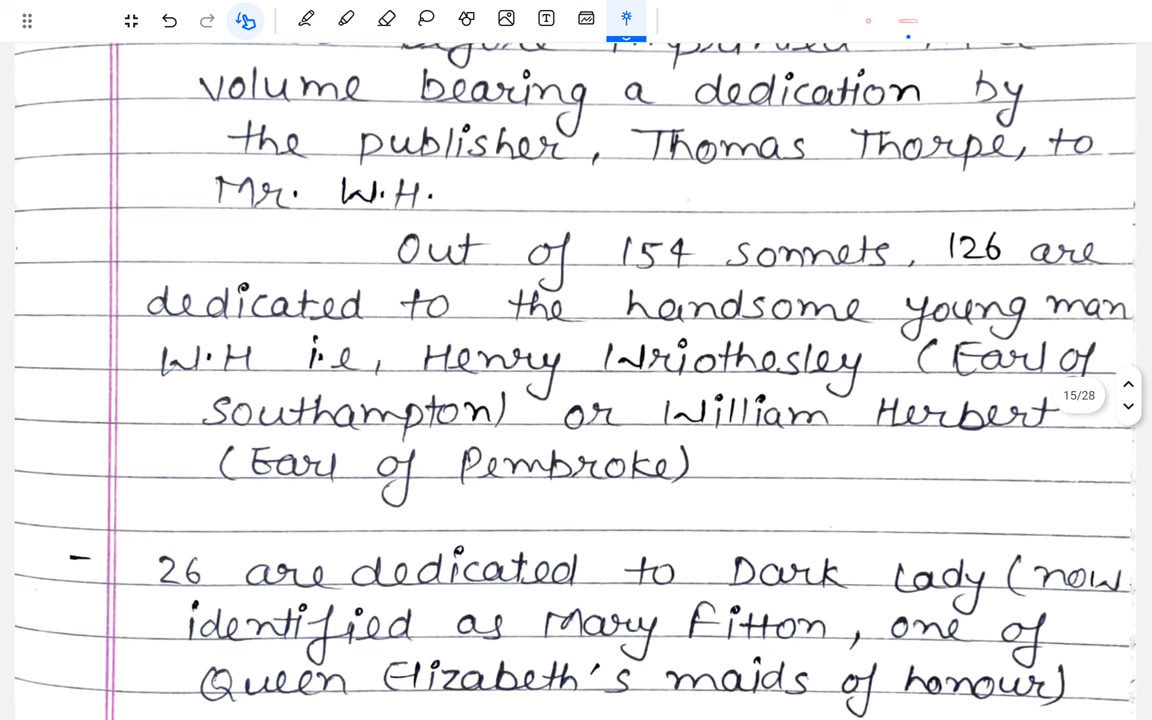 volume bearing a dedication by
the publisher, Thomas Thorpe, to
Mr. W.H.
Out of 154 sonnets, 126 are
dedicated to the handsome young man
W.H i.e, Henry Wriothesley (Earl of
15/28
Southampton) or William Herbert
(Earl of Pembroke)
- 26 are dedicated to Dark Lady (now
identified as Mary Fitton, one of
Queen Elizabeth's maids of honour)